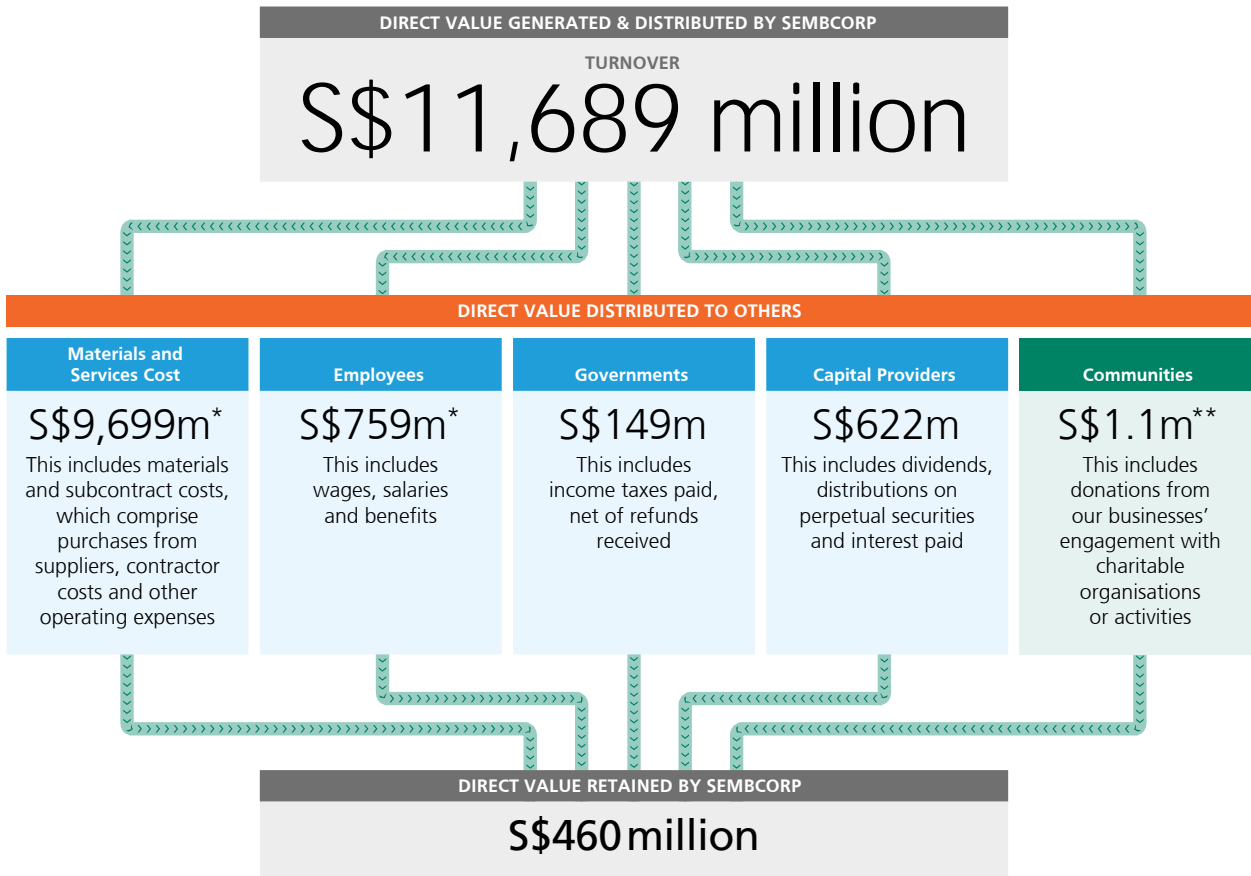 DIRECT VALUE GENERATED & DISTRIBUTED BY SEMBCORP
TURNOVER
S$11,689 million
DIRECT VALUE DISTRIBUTED TO OTHERS
Materials and
Services Cost
S$9,699m*
This includes materials
and subcontract costs,
which comprise
purchases from
suppliers, contractor
costs and other
operating expenses
Employees
S$759m*
This includes
wages, salaries
and benefits
Governments
S$149m
This includes
income taxes paid,
net of refunds
received
Capital Providers
S$622m
This includes dividends,
distributions on
perpetual securities
and interest paid
Communities
S$1.1m**
This includes
donations from
our businesses’
engagement with
charitable
organisations
or activities
DIRECT VALUE RETAINED BY SEMBCORP
S$460 million